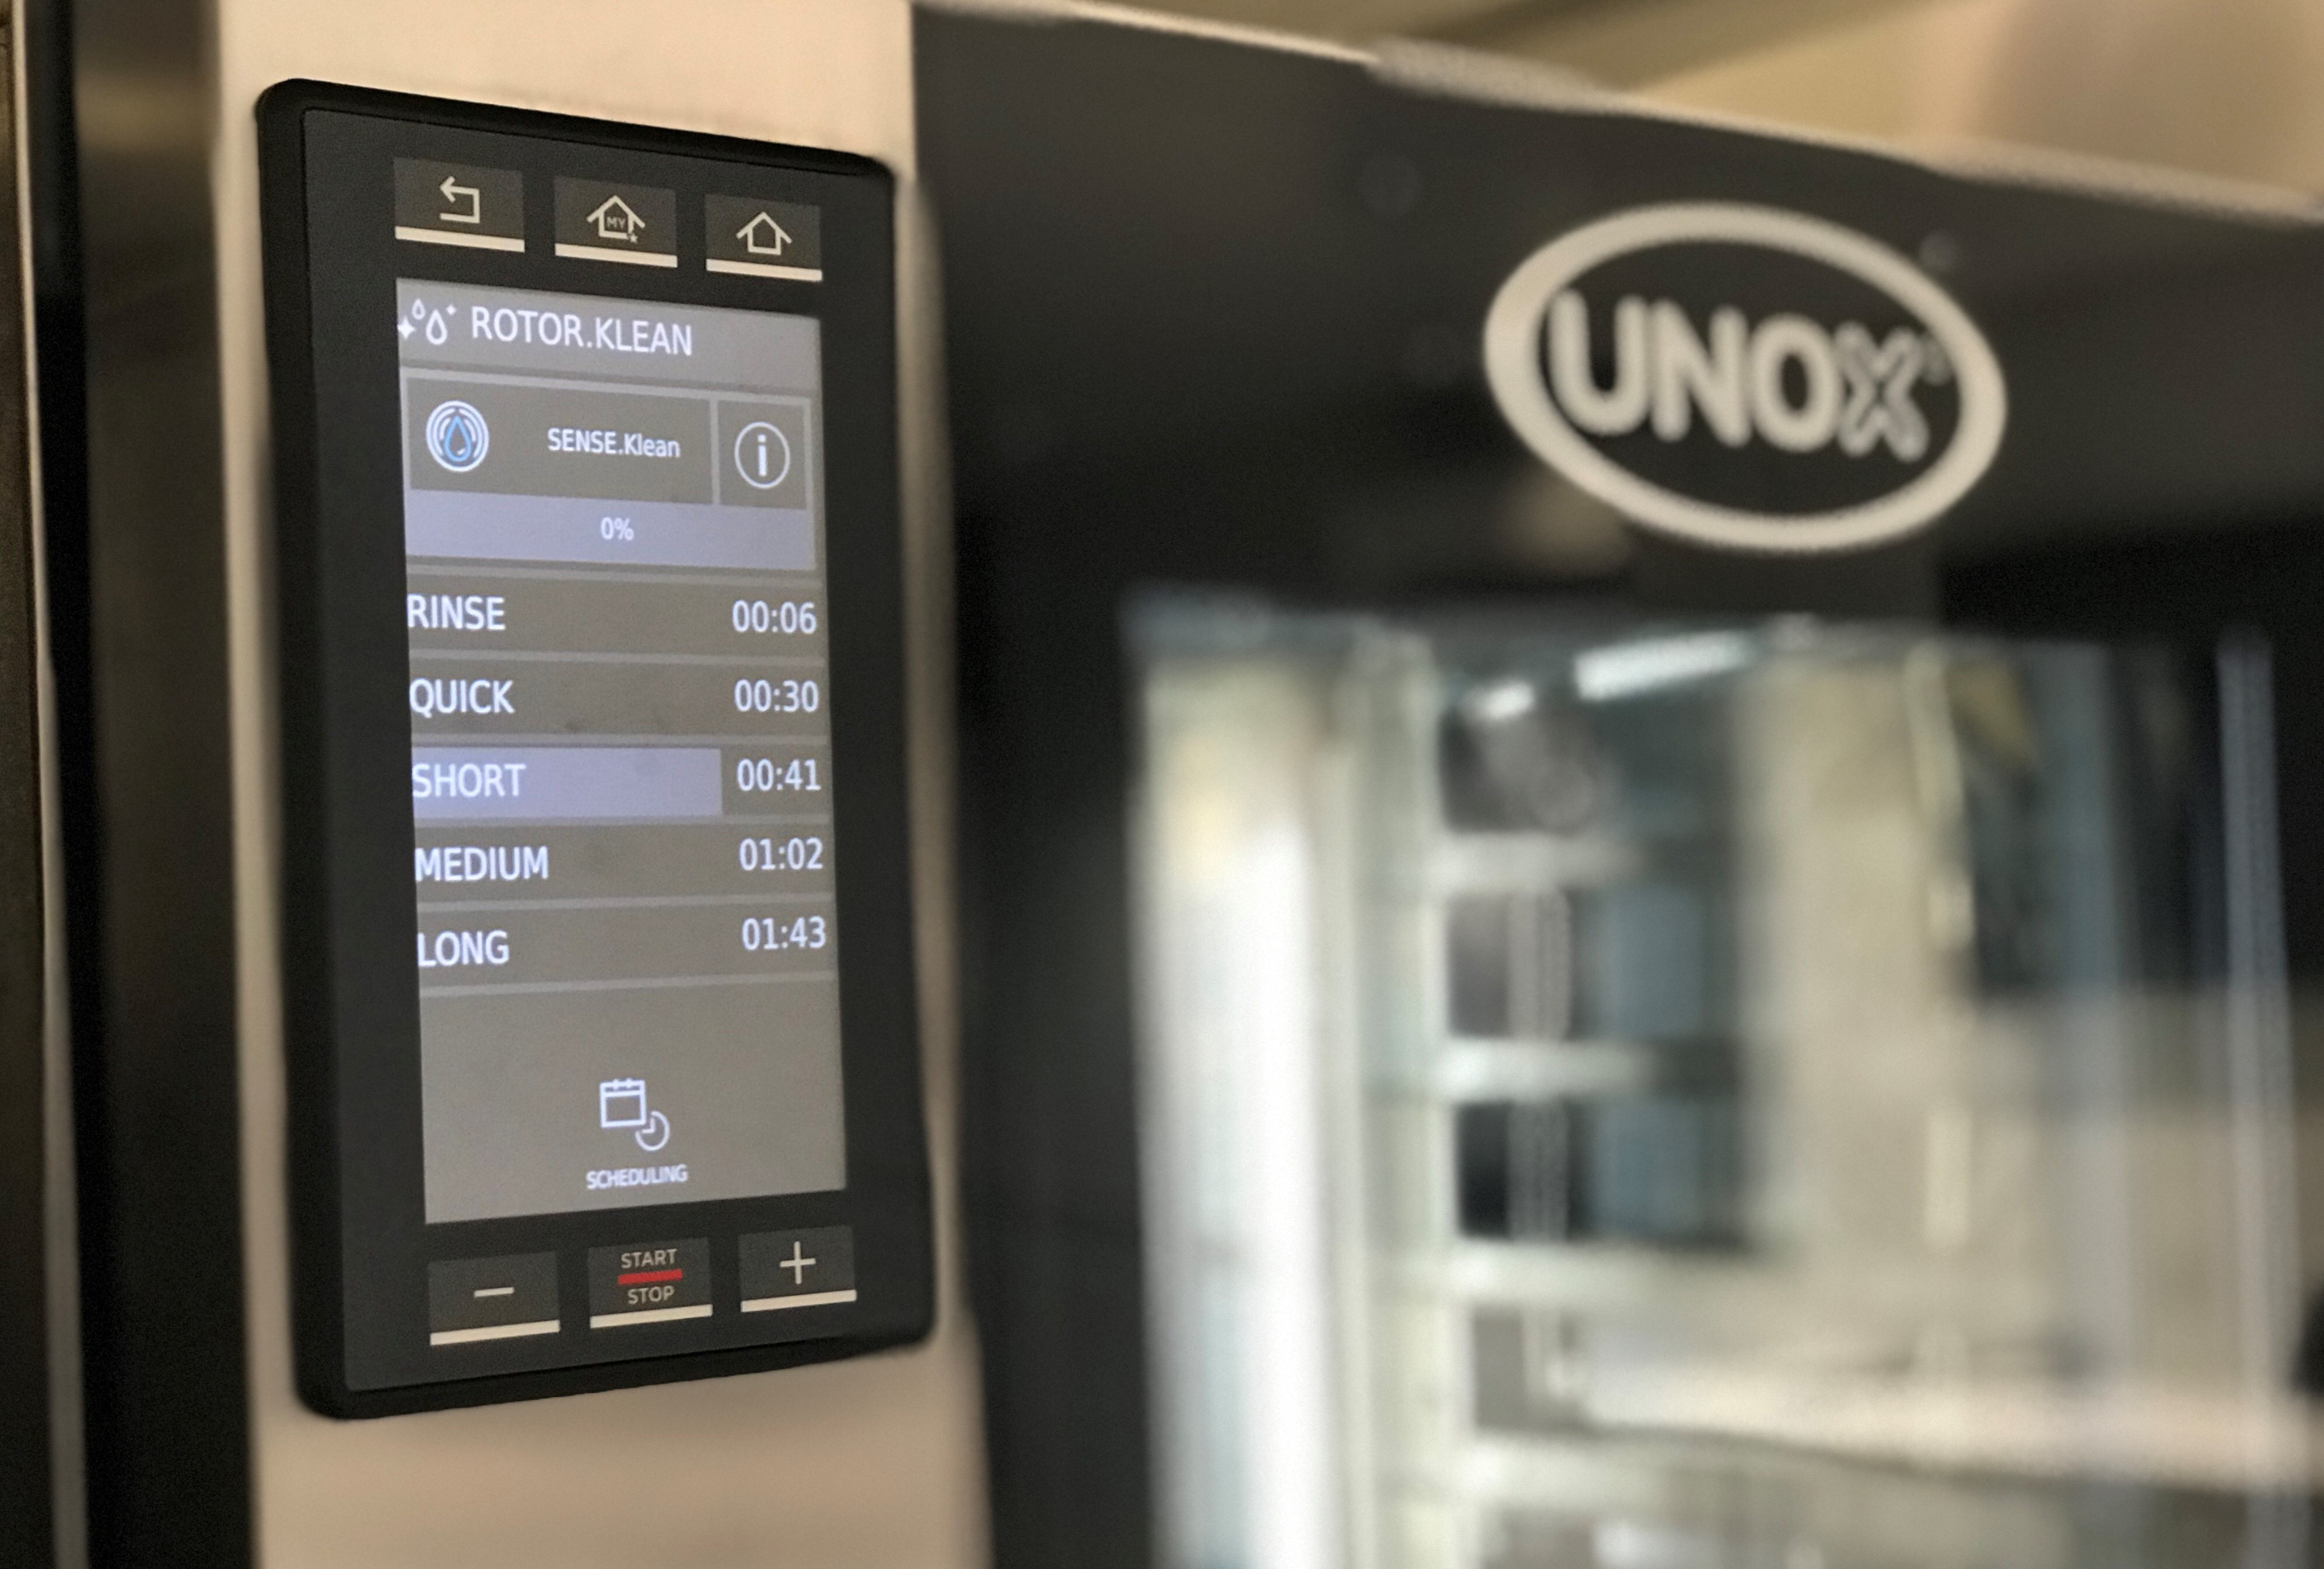 MY
ROTOR.KLEAN
SENSE.Klean
0%
RINSE 00:06
QUICK 00:30
SHORT 00:41
MEDIUM 01:02
LONG 01:43
SCHEDULING
START
STOP
UNOX